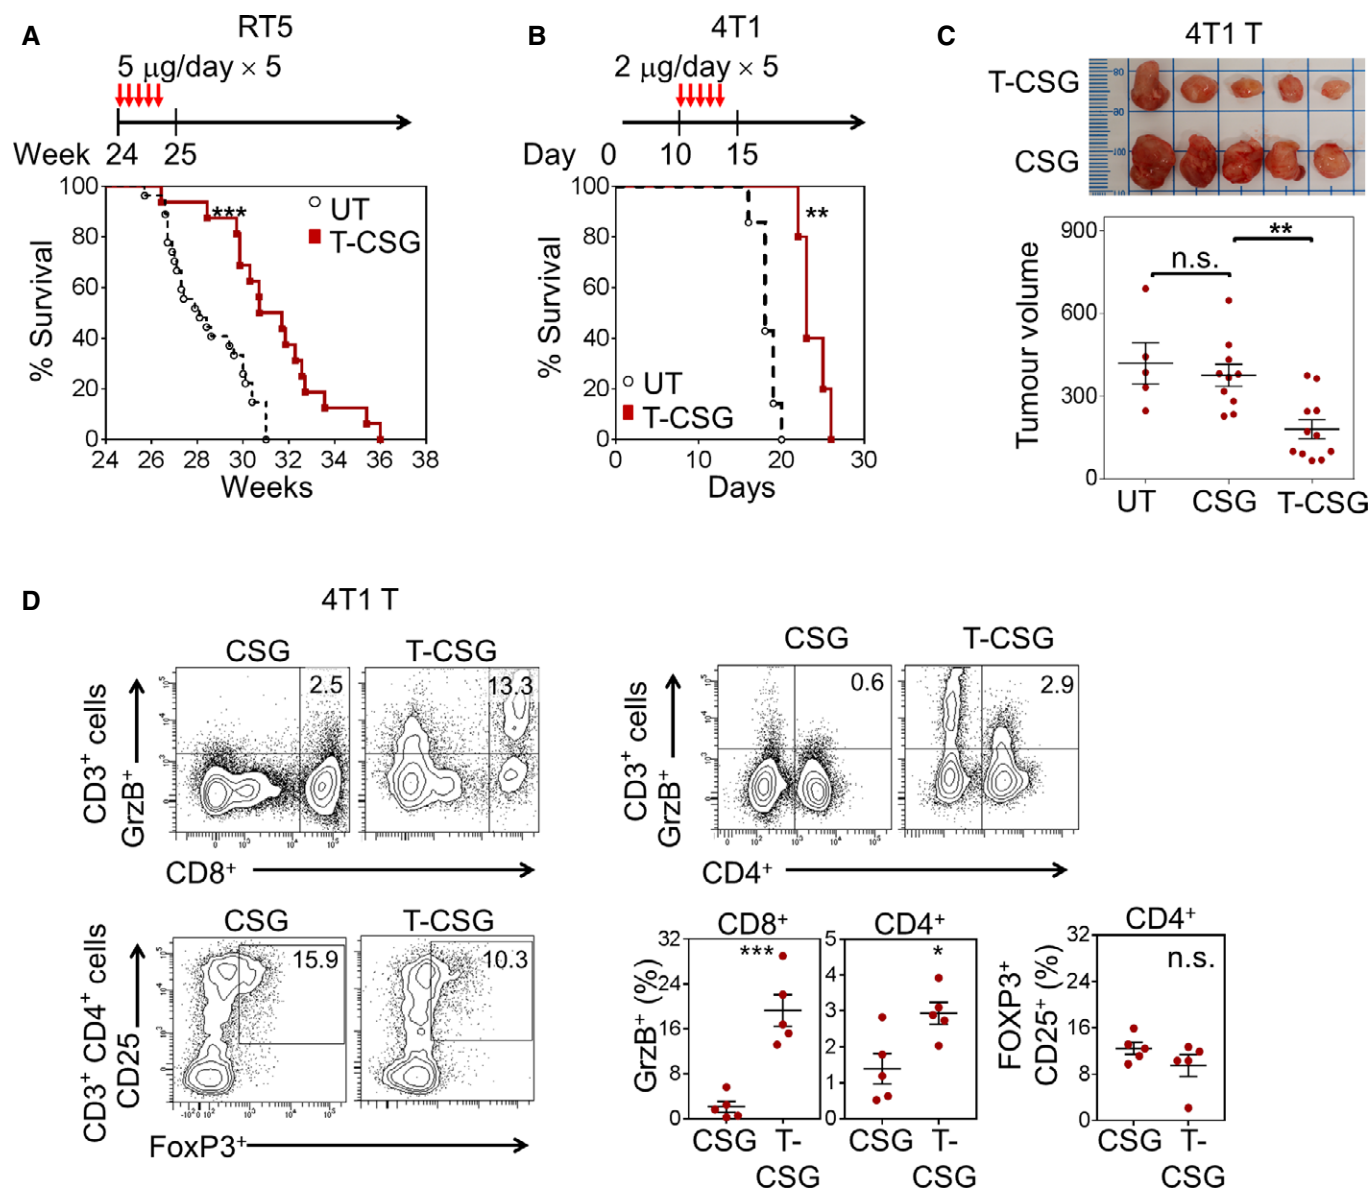 A
RT5
5 μg/day × 5
Week 24 25
100
80
60
40
20
0
% Survival
***
UT
T-CSG
24 26 28 30 32 34 36 38
Weeks
B
4T1
2 μg/day × 5
Day 0 10 15
100
80
60
40
20
0
% Survival
**
UT
T-CSG
0 10 20 30
Days
C
4T1 T
T-CSG
CSG
900
600
300
0
Tumour volume
n.s.
**
UT CSG T-CSG
D
4T1 T
CSG T-CSG
CD3⁺ cells
GrzB⁺
2.5
13.3
CD8⁺
CSG T-CSG
CD3⁺ cells
GrzB⁺
0.6
2.9
CD4⁺
CSG T-CSG
CD3⁺ CD4⁺ cells
CD25
15.9
10.3
FoxP3⁺
CD8⁺
GrzB⁺ (%)
32
24
16
8
0
***
CSG T-
CSG
CD4⁺
5
4
3
2
1
0
*
CSG T-
CSG
CD4⁺
FOXP3⁺
CD25⁺ (%)
32
24
16
8
0
n.s.
CSG T-
CSG